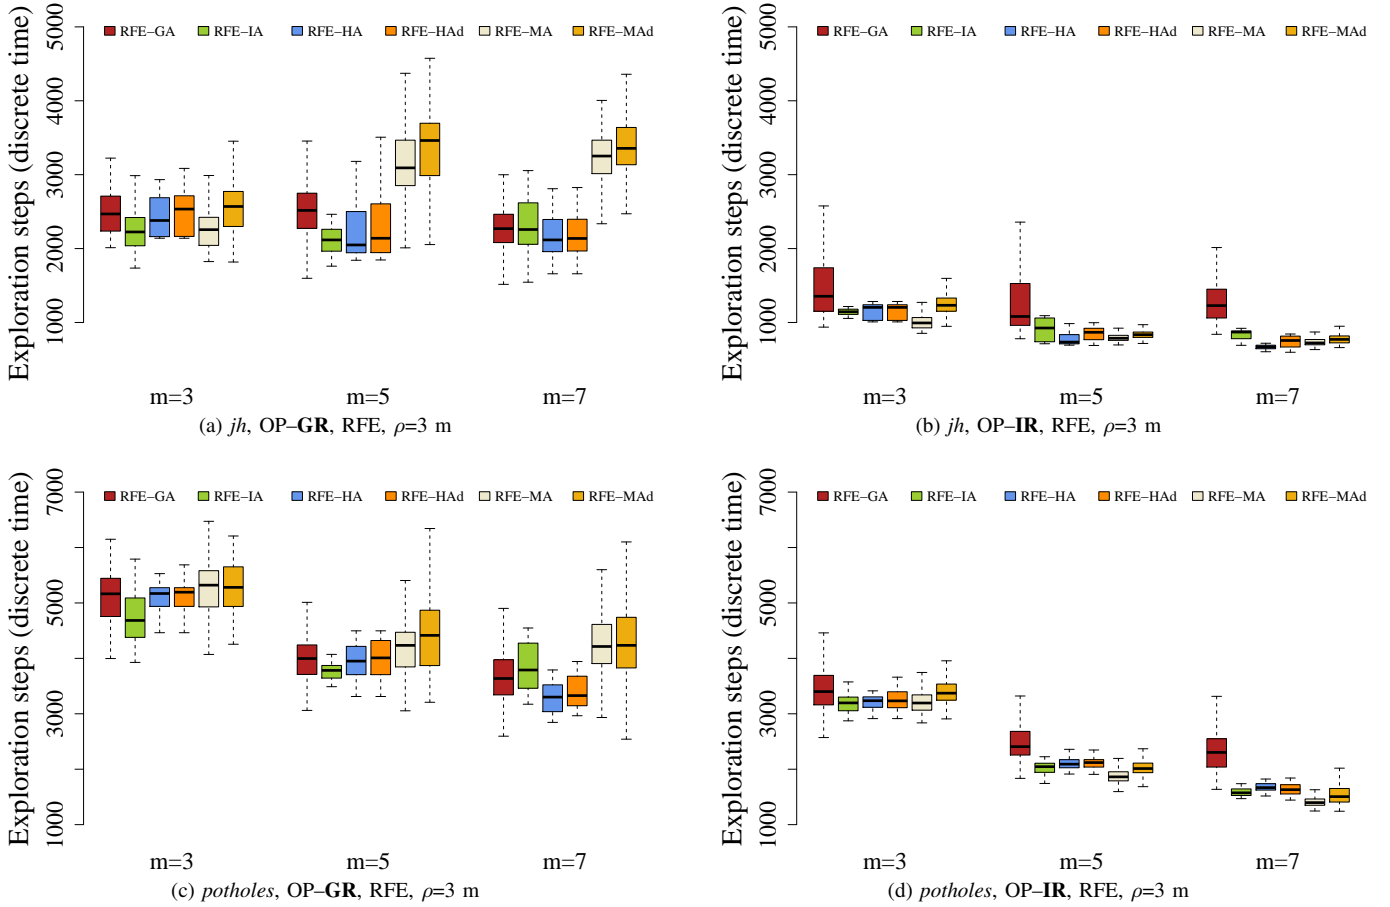 Exploration steps (discrete time)
5000
4000
3000
2000
1000
RFE–GA RFE–IA RFE–HA RFE–HAd RFE–MA RFE–MAd
m=3 m=5 m=7
(a) jh, OP–GR, RFE, ρ=3 m
Exploration steps (discrete time)
5000
4000
3000
2000
1000
RFE–GA RFE–IA RFE–HA RFE–HAd RFE–MA RFE–MAd
m=3 m=5 m=7
(b) jh, OP–IR, RFE, ρ=3 m
Exploration steps (discrete time)
7000
5000
3000
1000
RFE–GA RFE–IA RFE–HA RFE–HAd RFE–MA RFE–MAd
m=3 m=5 m=7
(c) potholes, OP–GR, RFE, ρ=3 m
Exploration steps (discrete time)
7000
5000
3000
1000
RFE–GA RFE–IA RFE–HA RFE–HAd RFE–MA RFE–MAd
m=3 m=5 m=7
(d) potholes, OP–IR, RFE, ρ=3 m